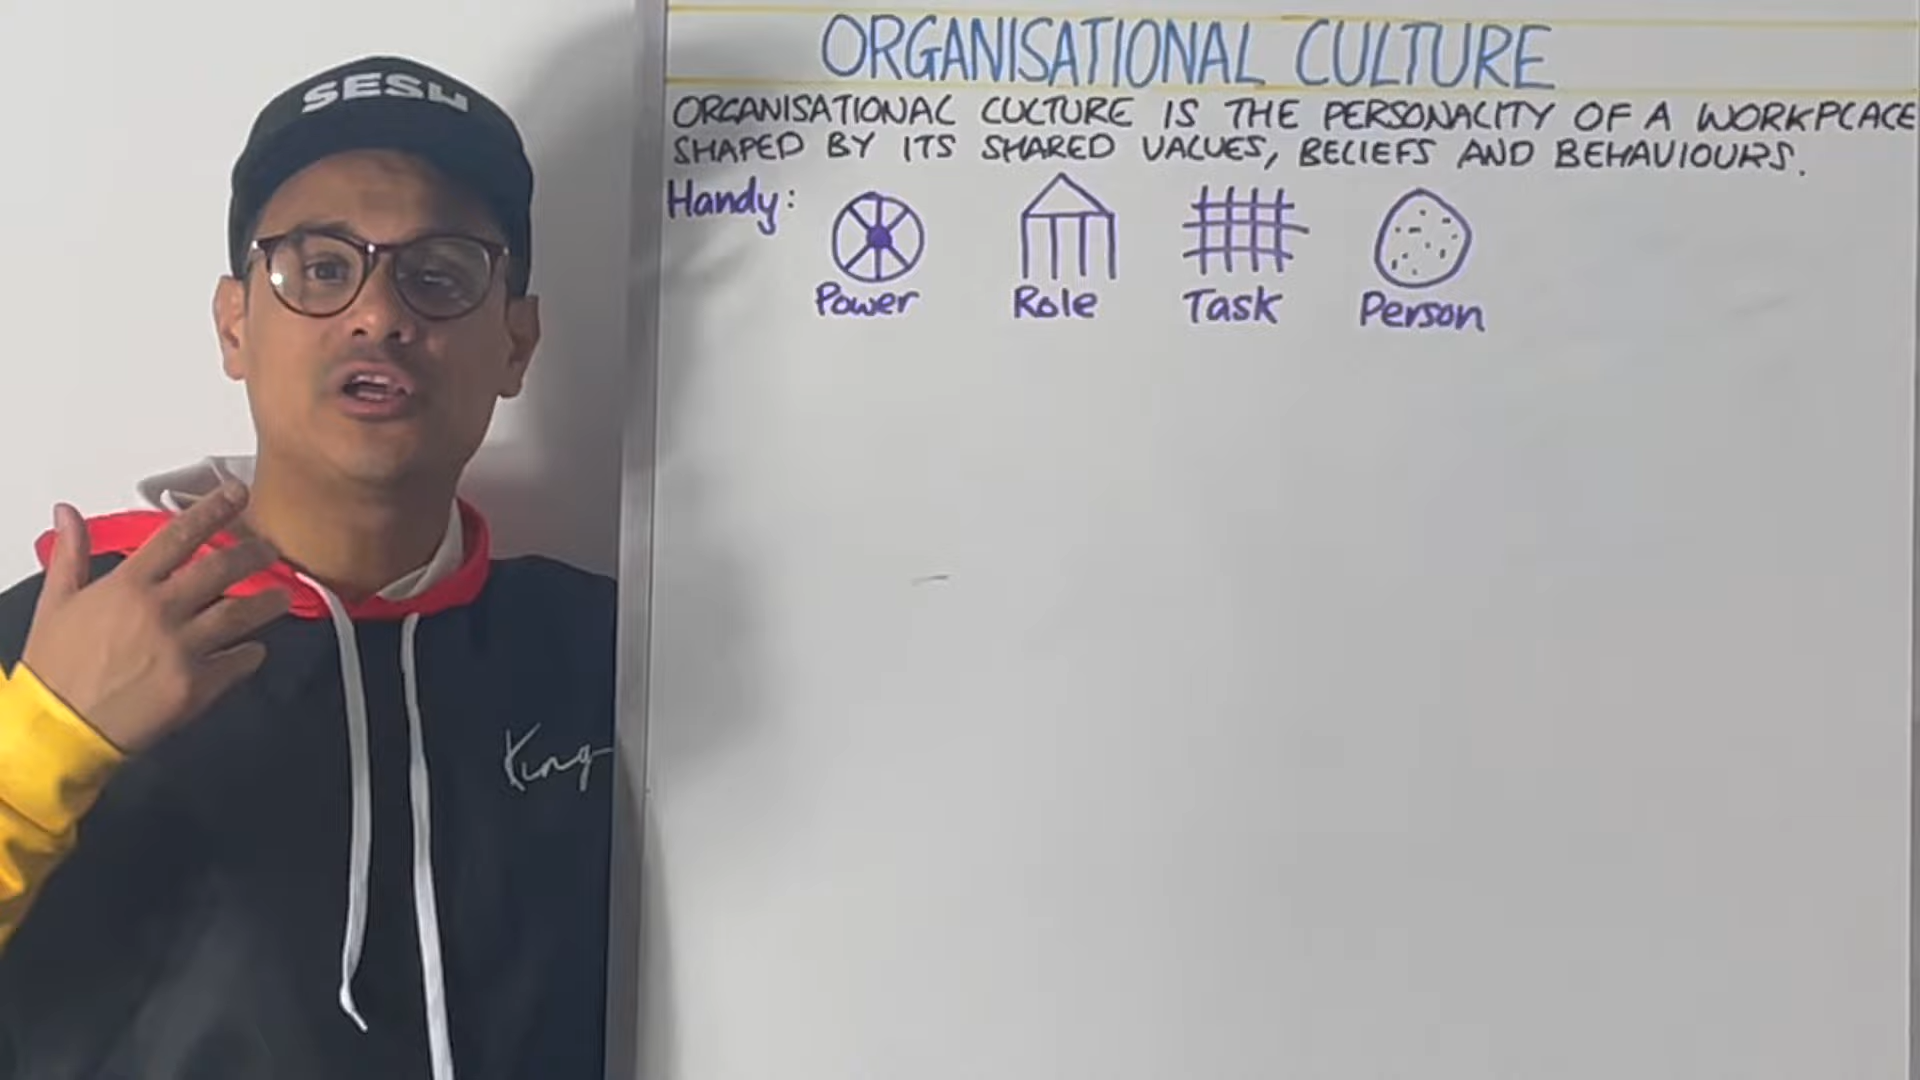 SESH
ORGANISATIONAL CULTURE
ORGANISATIONAL CULTURE IS THE PERSONALITY OF A WORKPLACE
SHAPED BY ITS SHARED VALUES, BELIEFS AND BEHAVIOURS.
Handy:
Power Role Task Person
King